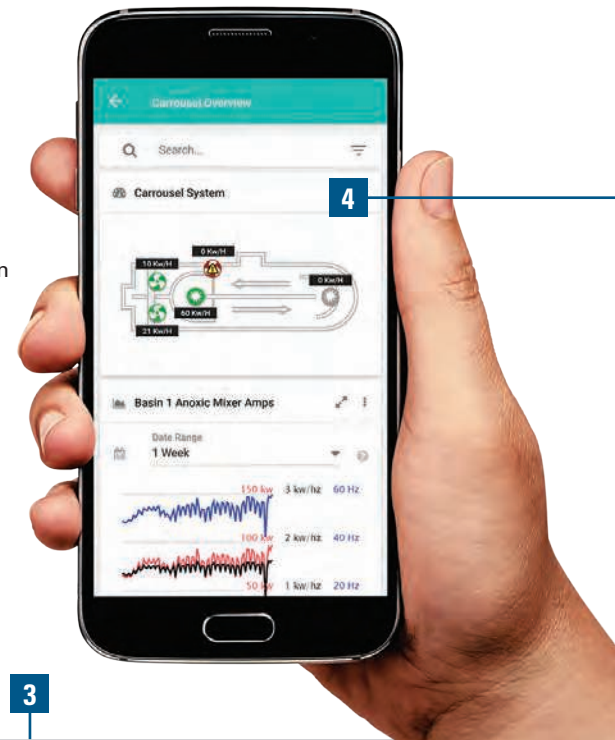 Carrousel Overview
Search...
Carrousel System
4
0 Kw/H
10 Kw/H
0 Kw/H
60 Kw/H
21 Kw/H
n
Basin 1 Anoxic Mixer Amps
Date Range
1 Week
150 kw 3 kw/hz 60 Hz
100 kw 2 kw/hz 40 Hz
50 kw 1 kw/hz 20 Hz
3